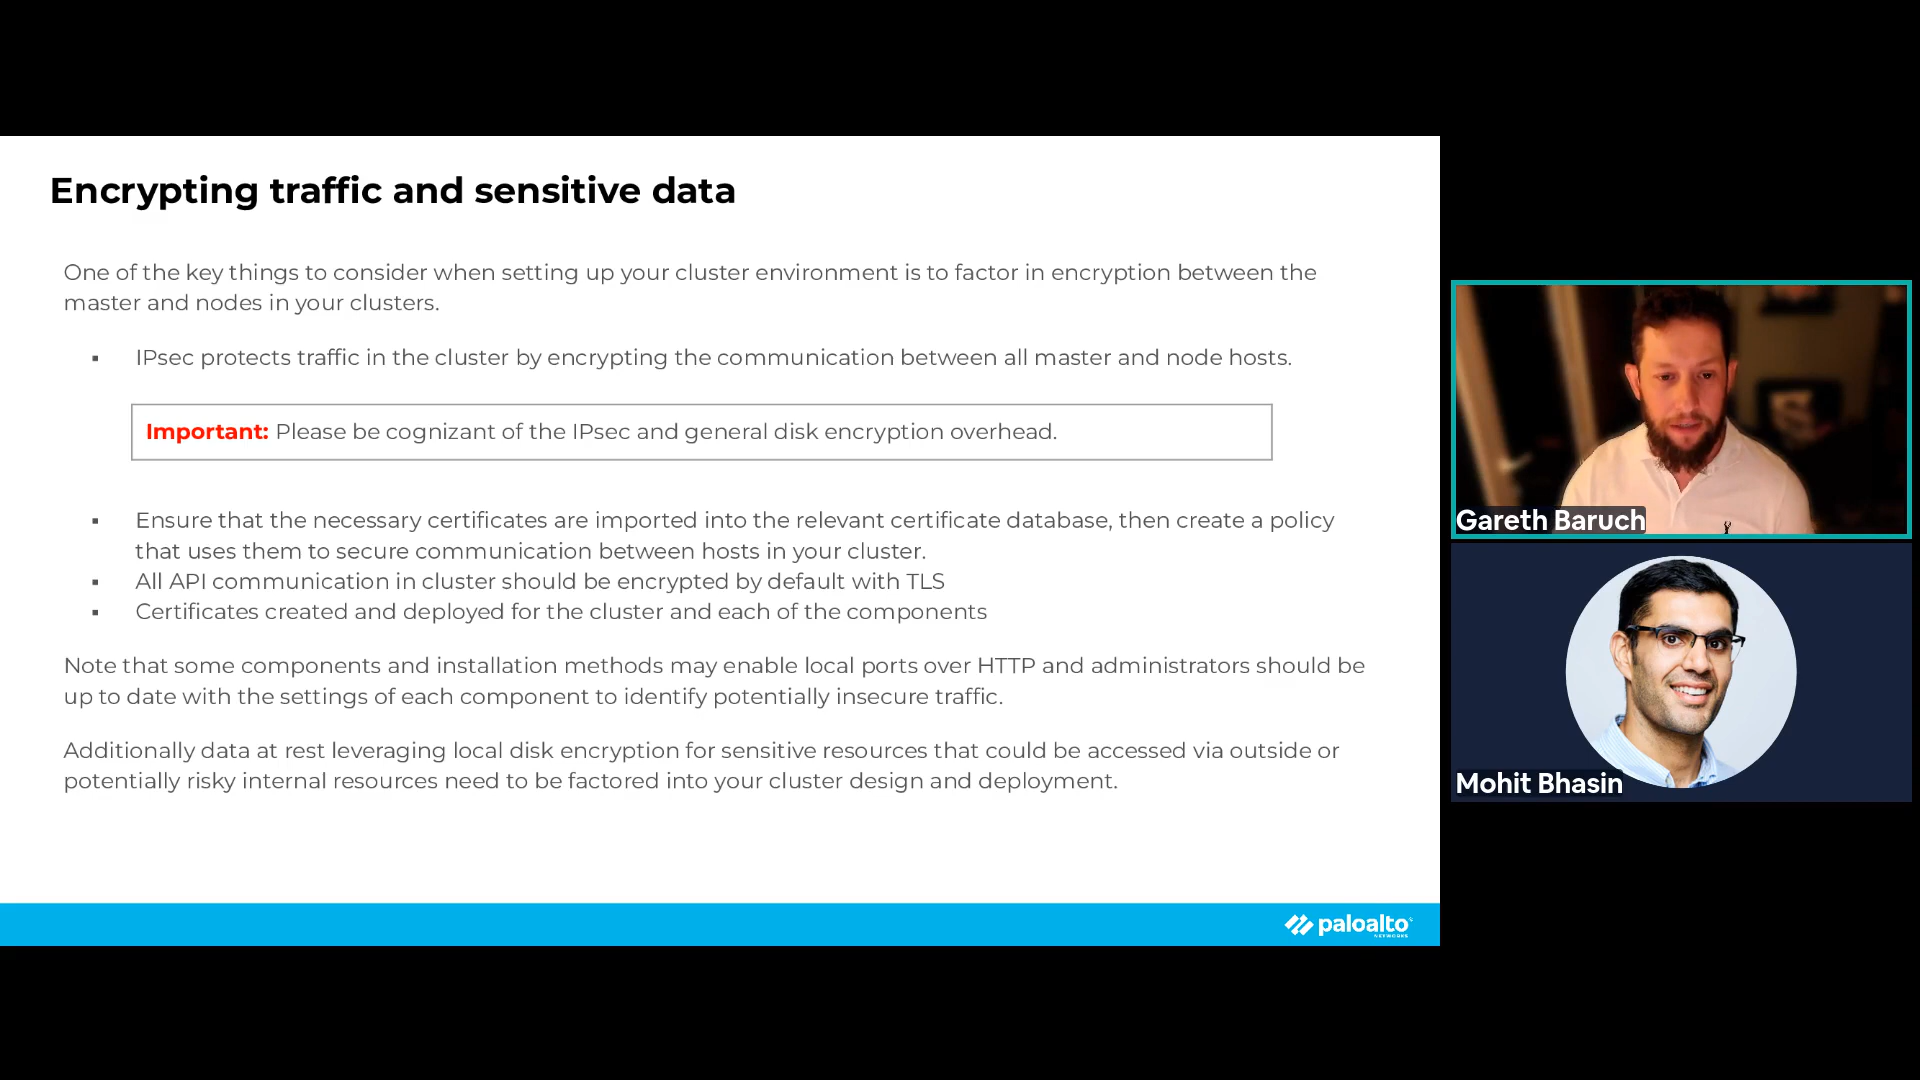 Encrypting traffic and sensitive data
One of the key things to consider when setting up your cluster environment is to factor in encryption between the
master and nodes in your clusters.
▪ IPsec protects traffic in the cluster by encrypting the communication between all master and node hosts.
Important: Please be cognizant of the IPsec and general disk encryption overhead.
▪ Ensure that the necessary certificates are imported into the relevant certificate database, then create a policy
that uses them to secure communication between hosts in your cluster.
▪ All API communication in cluster should be encrypted by default with TLS
▪ Certificates created and deployed for the cluster and each of the components
Note that some components and installation methods may enable local ports over HTTP and administrators should be
up to date with the settings of each component to identify potentially insecure traffic.
Additionally data at rest leveraging local disk encryption for sensitive resources that could be accessed via outside or
potentially risky internal resources need to be factored into your cluster design and deployment.
paloalto
NETWORKS
Gareth Baruch
Mohit Bhasin